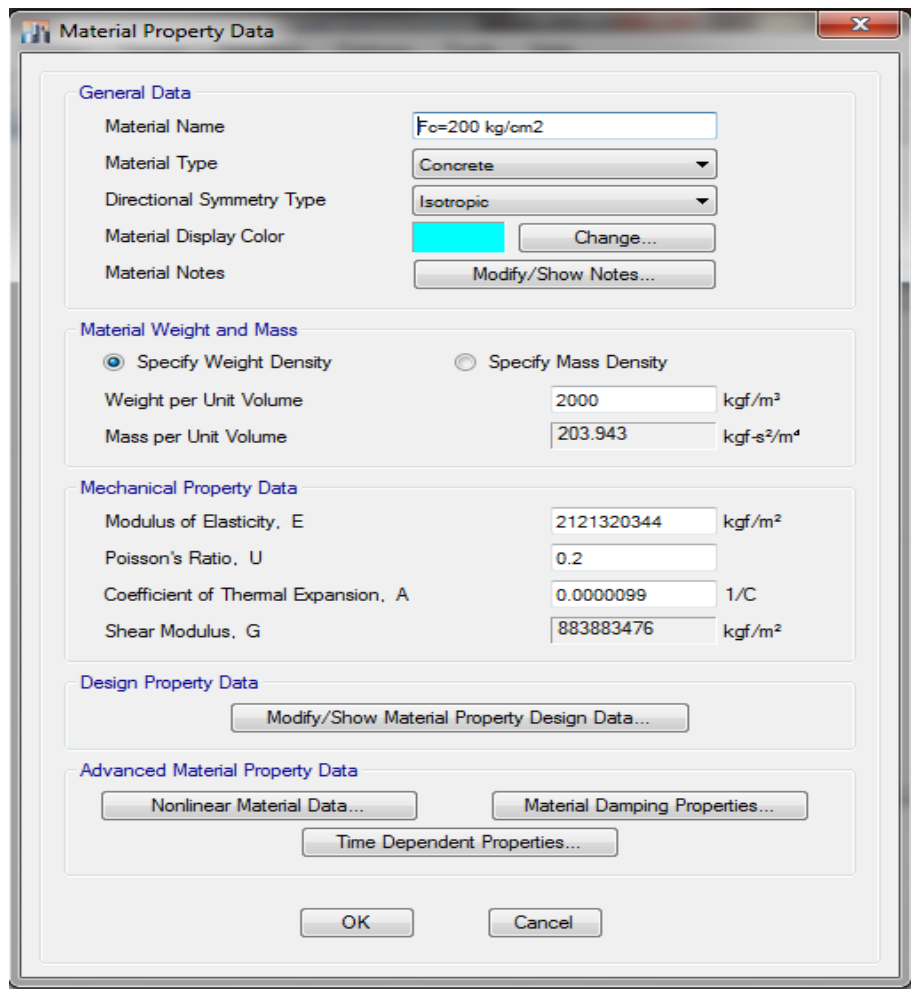 Material Property Data
General Data
Material Name Fc=200 kg/cm2
Material Type Concrete
Directional Symmetry Type Isotropic
Material Display Color Change...
Material Notes Modify/Show Notes...
Material Weight and Mass
Specify Weight Density Specify Mass Density
Weight per Unit Volume 2000 kgf/m³
Mass per Unit Volume 203.943 kgf-s²/m⁴
Mechanical Property Data
Modulus of Elasticity, E 2121320344 kgf/m²
Poisson's Ratio, U 0.2
Coefficient of Thermal Expansion, A 0.0000099 1/C
Shear Modulus, G 883883476 kgf/m²
Design Property Data
Modify/Show Material Property Design Data...
Advanced Material Property Data
Nonlinear Material Data... Material Damping Properties...
Time Dependent Properties...
OK Cancel